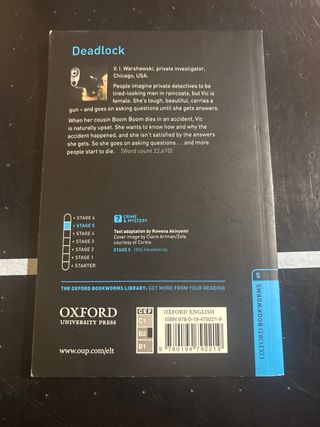 Deadlock
V. I. Warshawski, private investigator,
Chicago, USA.
People imagine private detectives to be
tired-looking men in raincoats, but Vic
is female. She's tough, beautiful, carries a
gun – and goes on asking questions until she gets answers.
When her cousin Boom Boom dies in an accident, Vic
is naturally upset. She wants to know how and why the
accident happened, and she isn't satisfied by the answers
she gets. So she goes on asking questions . . . and more
people start to die. (Word count 22,610)
STAGE 6
STAGE 5
STAGE 4
STAGE 3
STAGE 2
STAGE 1
STARTER
CRIME
& MYSTERY
Text adaptation by Rowena Akinyemi
Cover image by Claire Artman/Zefa
courtesy of Corbis
STAGE 5 1800 Headwords
THE OXFORD BOOKWORMS LIBRARY: GET MORE FROM YOUR READING
5
OXFORD BOOKWORMS
OXFORD
UNIVERSITY PRESS
www.oup.com/elt
CEF
C1
B2
B1
OXFORD ENGLISH
ISBN 978-0-19-479221-9
9 780194 792219